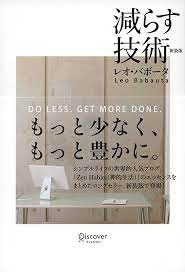 減らす
技術 新装版
レオ・バボータ
Leo Babauta
DO LESS. GET MORE DONE.
もっと少なく、
もっと豊かに。
シンプルライフの世界的人気ブログ
「Zen Habits(禅的生活)」のエッセンスを
まとめたロングセラー、新装版で登場!
Discover